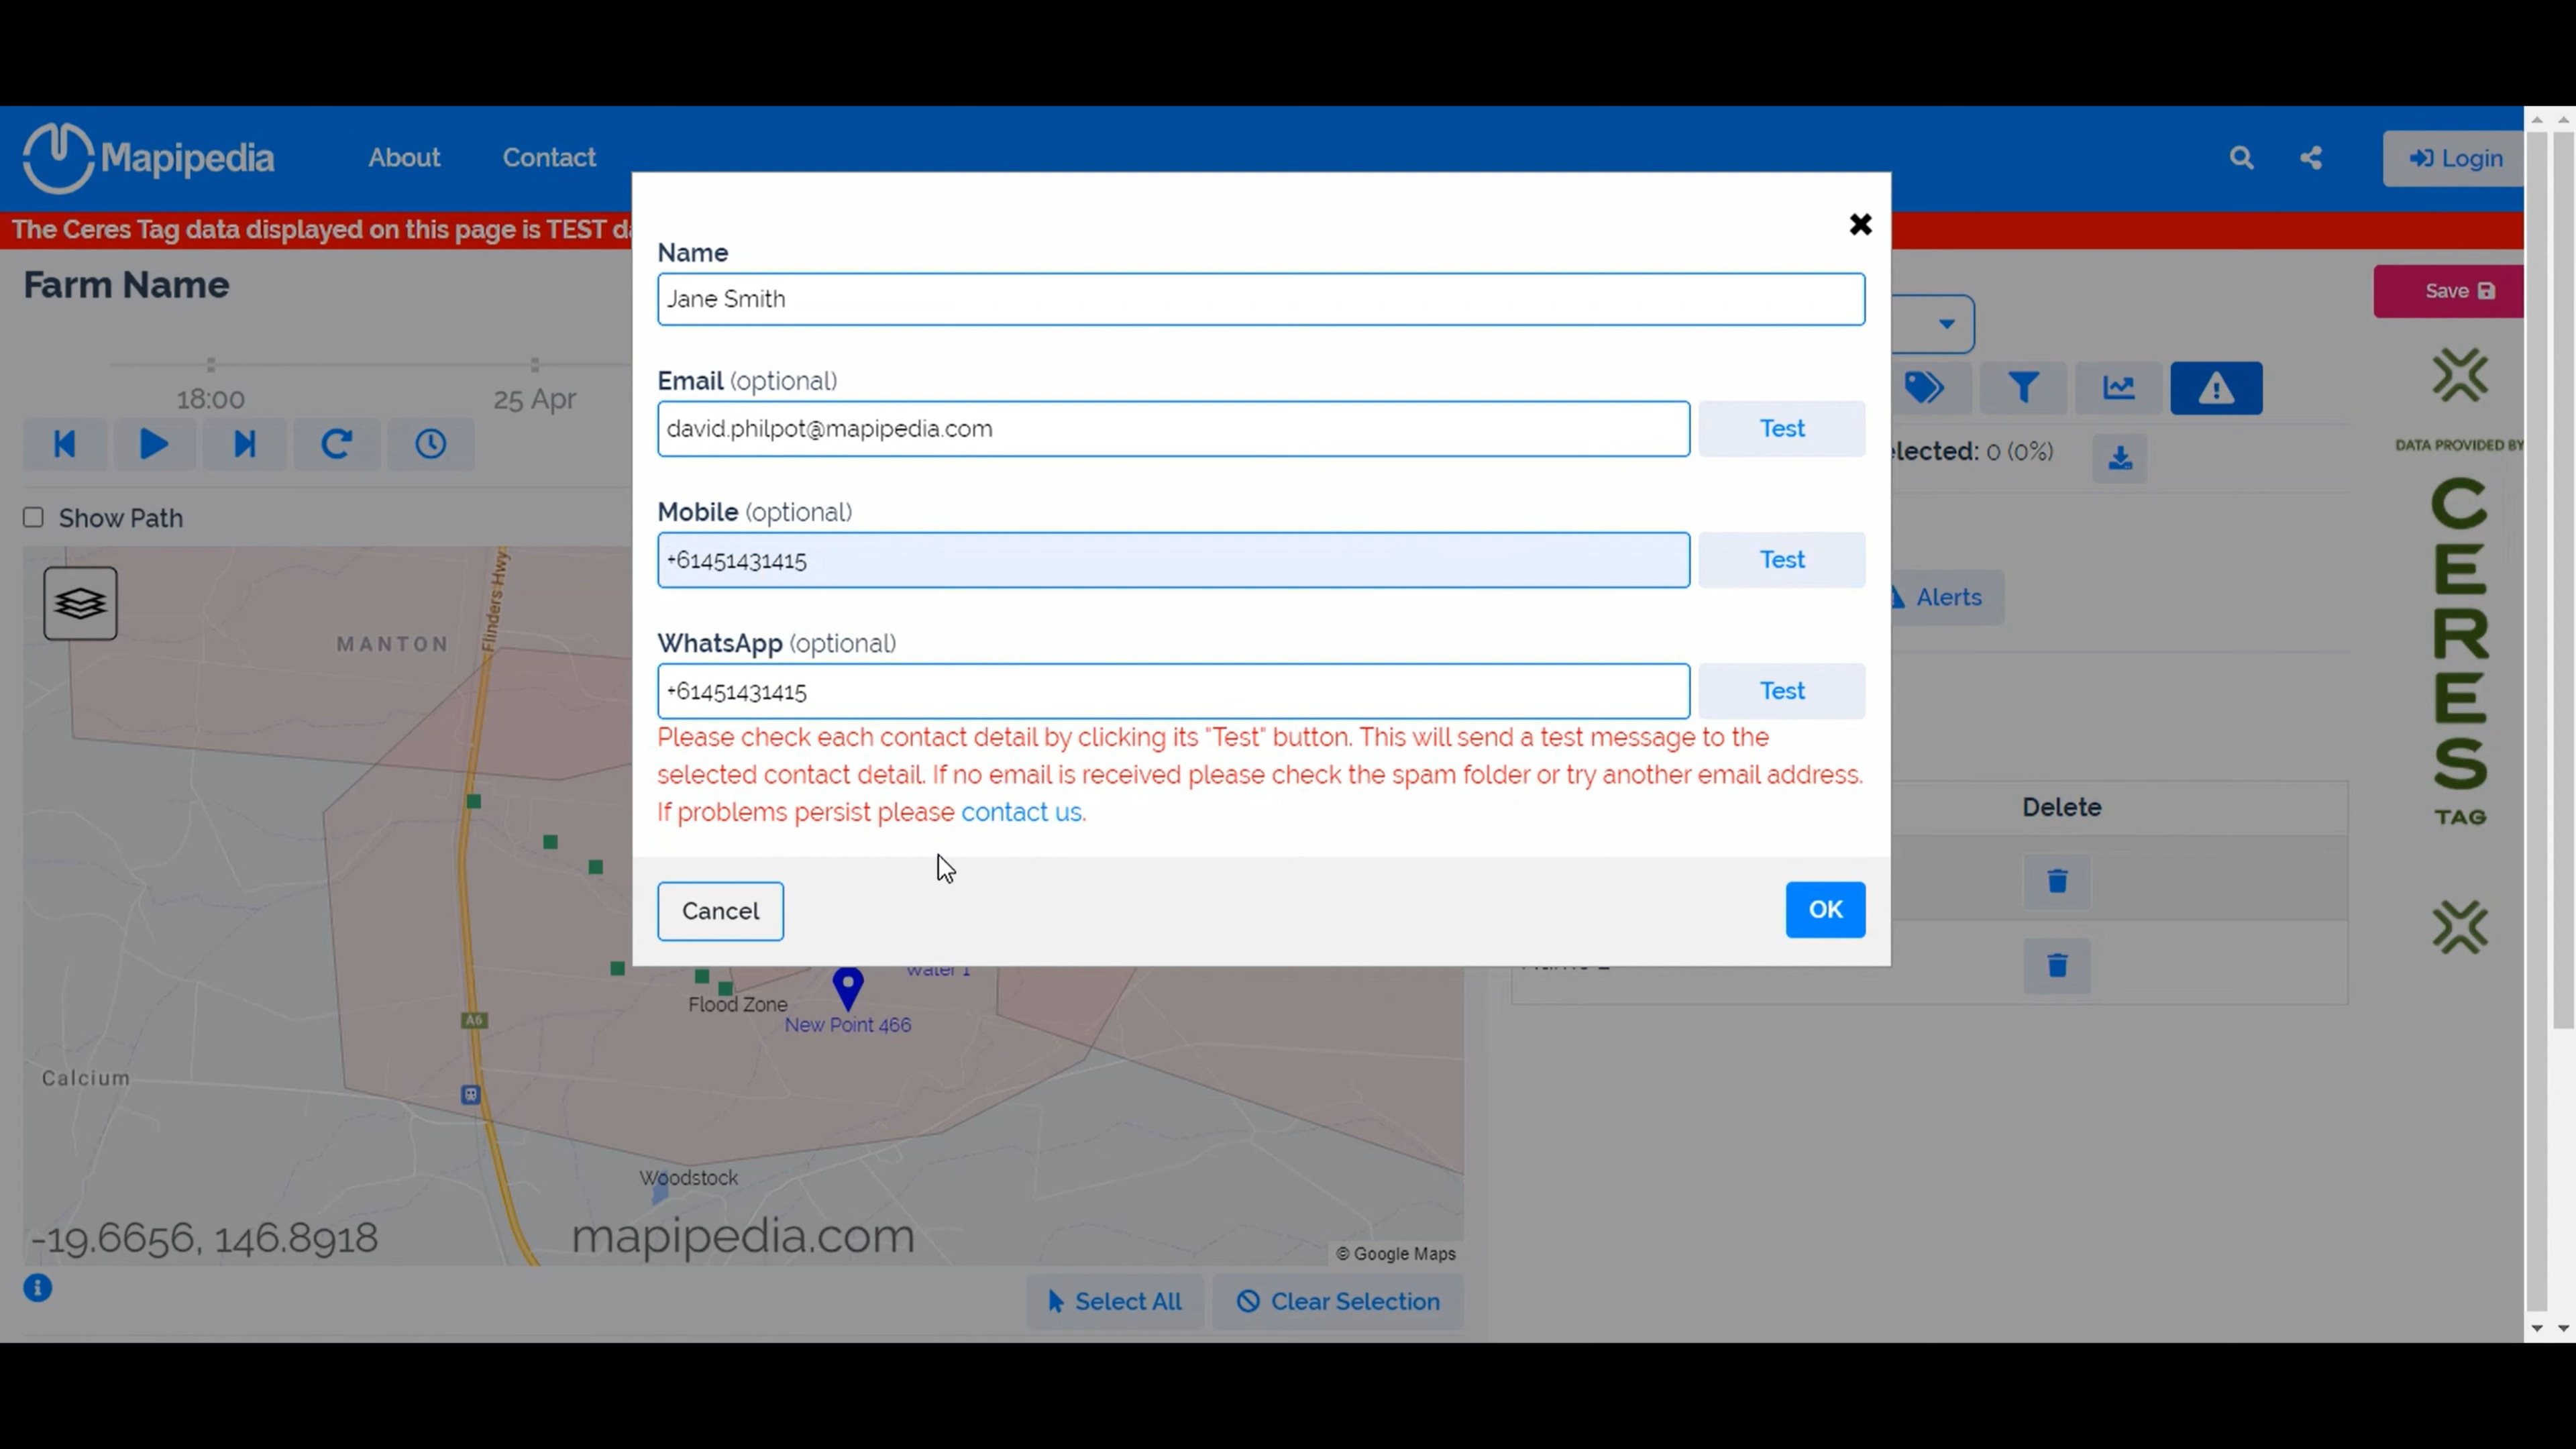 Mapipedia
About
Contact
Login
The Ceres Tag data displayed on this page is TEST
Farm Name
18:00
25 Apr
Show Path
Name
Jane Smith
Email (optional)
david.philpot@mapipedia.com
Test
Mobile (optional)
+61451431415
Test
WhatsApp (optional)
+61451431415
Test
Please check each contact detail by clicking its "Test" button. This will send a test message to the
selected contact detail. If no email is received please check the spam folder or try another email address.
If problems persist please contact us.
Cancel
OK
Save
DATA PROVIDED BY
CERES
TAG
elected: 0 (0%)
Alerts
Delete
MANTON
Flinders Hwy
A6
Water 1
Flood Zone
New Point 466
Calcium
Woodstock
-19.6656, 146.8918
mapipedia.com
© Google Maps
Select All
Clear Selection